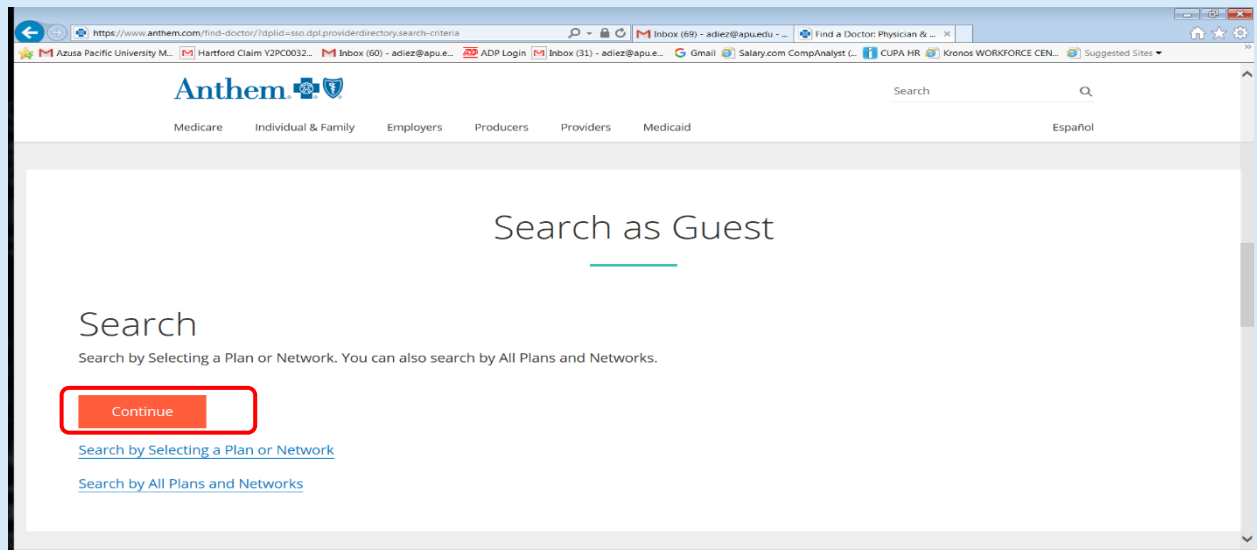 https://www.anthem.com/find-doctor/?dplid=sso.dpl.providerdirectory.search-criteria
Inbox (69) - adiez@apu.edu - ...
Find a Doctor: Physician & ...
Azusa Pacific University M... Hartford Claim Y2PC0032... Inbox (60) - adiez@apu.e... ADP Login Inbox (31) - adiez@apu.e... Gmail Salary.com CompAnalyst (... CUPA HR Kronos WORKFORCE CEN... Suggested Sites
Anthem
Search
Medicare Individual & Family Employers Producers Providers Medicaid Español
Search as Guest
Search
Search by Selecting a Plan or Network. You can also search by All Plans and Networks.
Continue
Search by Selecting a Plan or Network
Search by All Plans and Networks